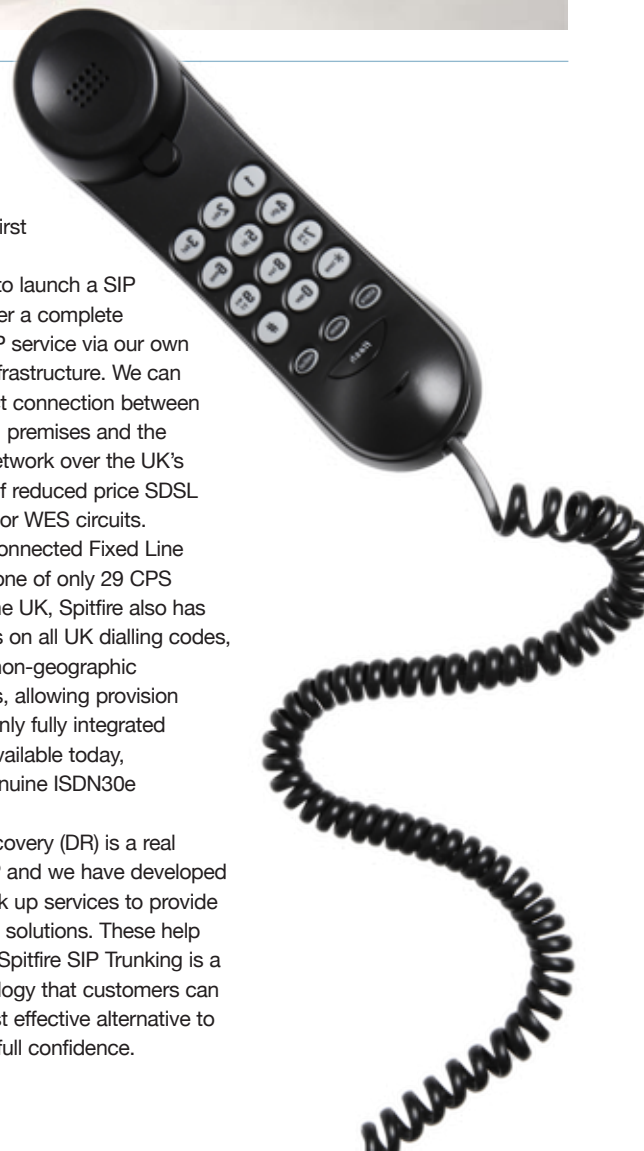 irst
to launch a SIP
er a complete
P service via our own
frastructure. We can
t connection between
premises and the
etwork over the UK's
f reduced price SDSL
or WES circuits.
onnected Fixed Line
one of only 29 CPS
he UK, Spitfire also has
s on all UK dialling codes,
non-geographic
s, allowing provision
nly fully integrated
vailable today,
nuine ISDN30e
covery (DR) is a real
P and we have developed
k up services to provide
solutions. These help
Spitfire SIP Trunking is a
logy that customers can
st effective alternative to
full confidence.